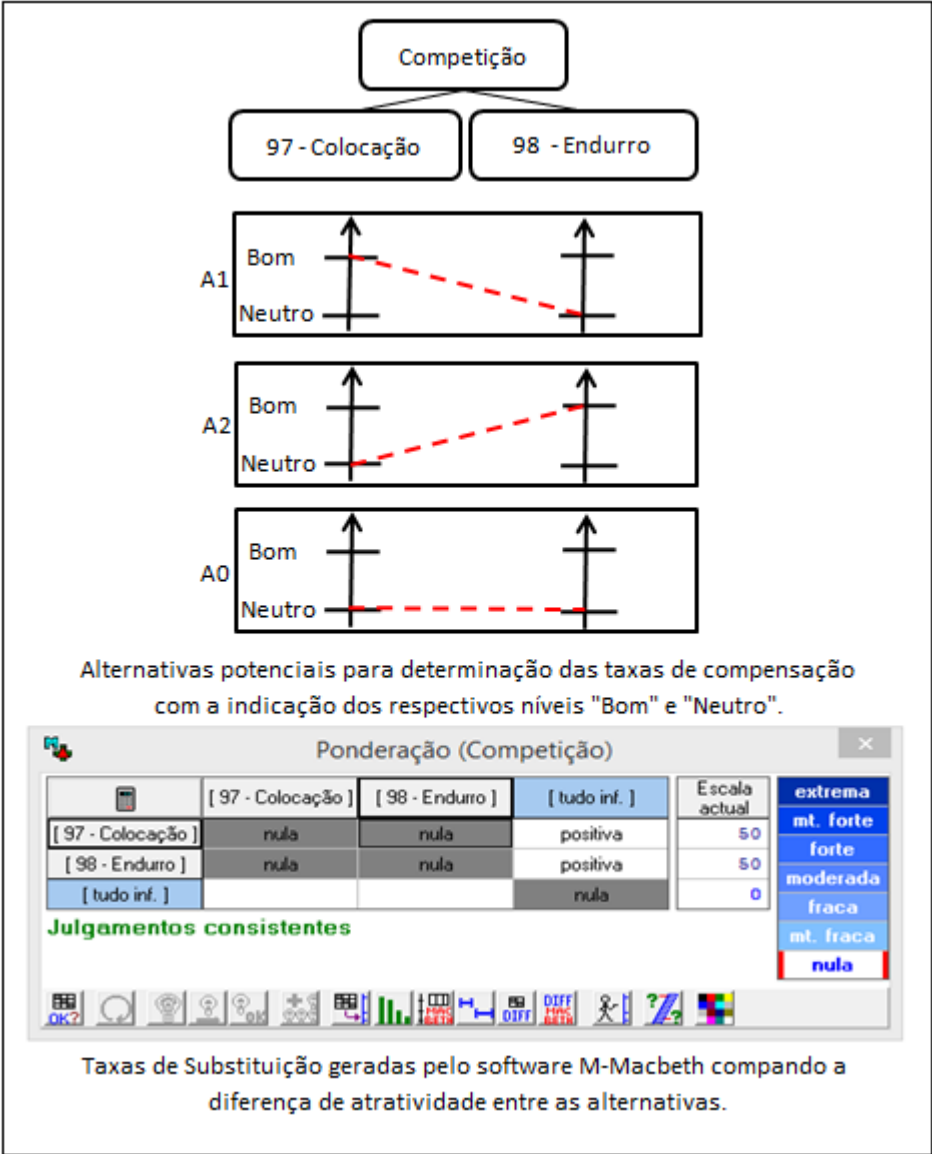 Competição
97 - Colocação
98 - Endurro
A1
Bom
Neutro
A2
Bom
Neutro
A0
Bom
Neutro
Alternativas potenciais para determinação das taxas de compensação
com a indicação dos respectivos níveis "Bom" e "Neutro".
Ponderação (Competição)
[ 97 - Colocação ] [ 98 - Endurro ] [ tudo inf. ] Escala actual
[ 97 - Colocação ] nula nula positiva 50
[ 98 - Endurro ] nula nula positiva 50
[ tudo inf. ] nula 0
extrema
mt. forte
forte
moderada
fraca
mt. fraca
nula
Julgamentos consistentes
OK?
ok
DIFF
DIFF
Taxas de Substituição geradas pelo software M-Macbeth compando a
diferença de atratividade entre as alternativas.